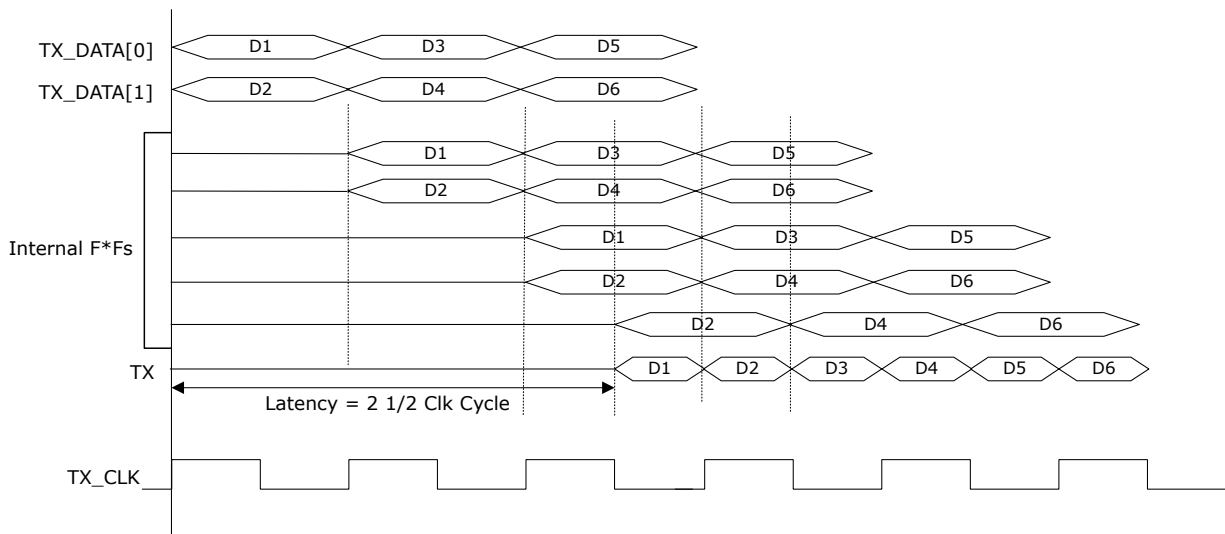 TX_DATA[0] D1 D3 D5
TX_DATA[1] D2 D4 D6
D1 D3 D5
D2 D4 D6
Internal F*Fs
D1 D3 D5
D2 D4 D6
D2 D4 D6
TX D1 D2 D3 D4 D5 D6
Latency = 2 1/2 Clk Cycle
TX_CLK